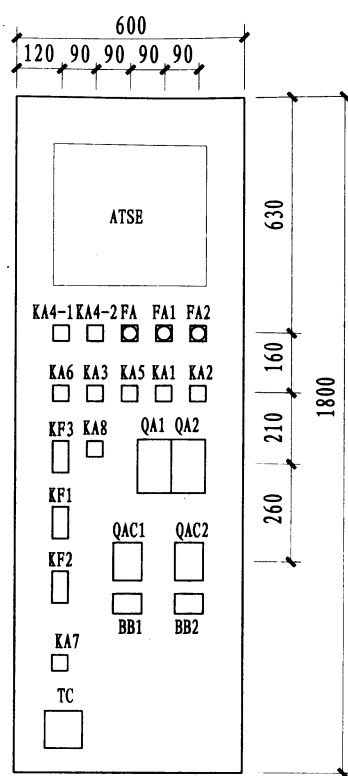 600
120 90 90 90 90
ATSE
630
KA4-1 KA4-2 FA FA1 FA2
160
KA6 KA3 KA5 KA1 KA2
1800
210
KF3 KA8 QA1 QA2
260
KF1
QAC1 QAC2
KF2
BB1 BB2
KA7
TC